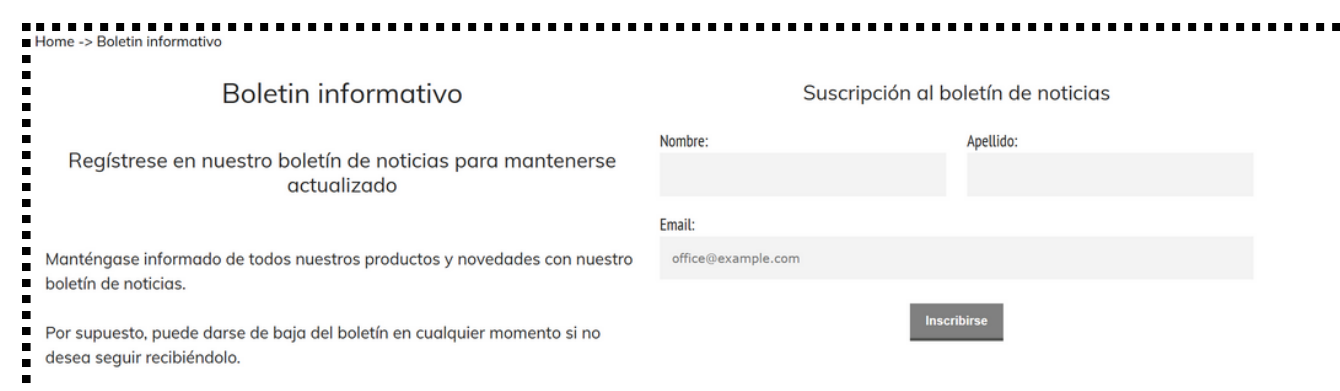 Home -> Boletin informativo
Boletin informativo
Regístrese en nuestro boletín de noticias para mantenerse
actualizado
Manténgase informado de todos nuestros productos y novedades con nuestro
boletín de noticias.
Por supuesto, puede darse de baja del boletín en cualquier momento si no
desea seguir recibiéndolo.
Suscripción al boletín de noticias
Nombre:
Apellido:
Email:
office@example.com
Inscribirse